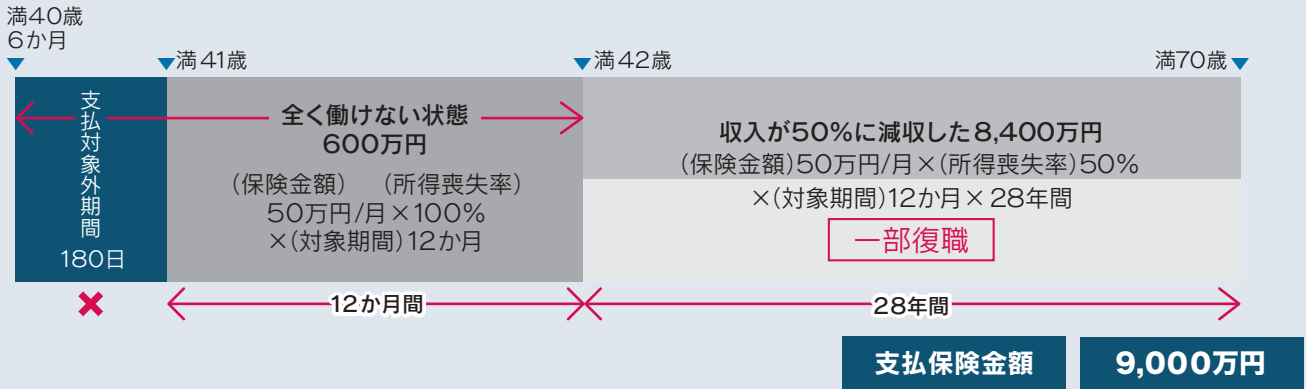 満40歳
6か月
満41歳
満42歳
満70歳
支払対象外期間
180日
全く働けない状態
600万円
(保険金額) (所得喪失率)
50万円/月×100%
×(対象期間)12か月
収入が50%に減収した8,400万円
(保険金額)50万円/月×(所得喪失率)50%
×(対象期間)12か月×28年間
一部復職
12か月間
28年間
支払保険金額 9,000万円